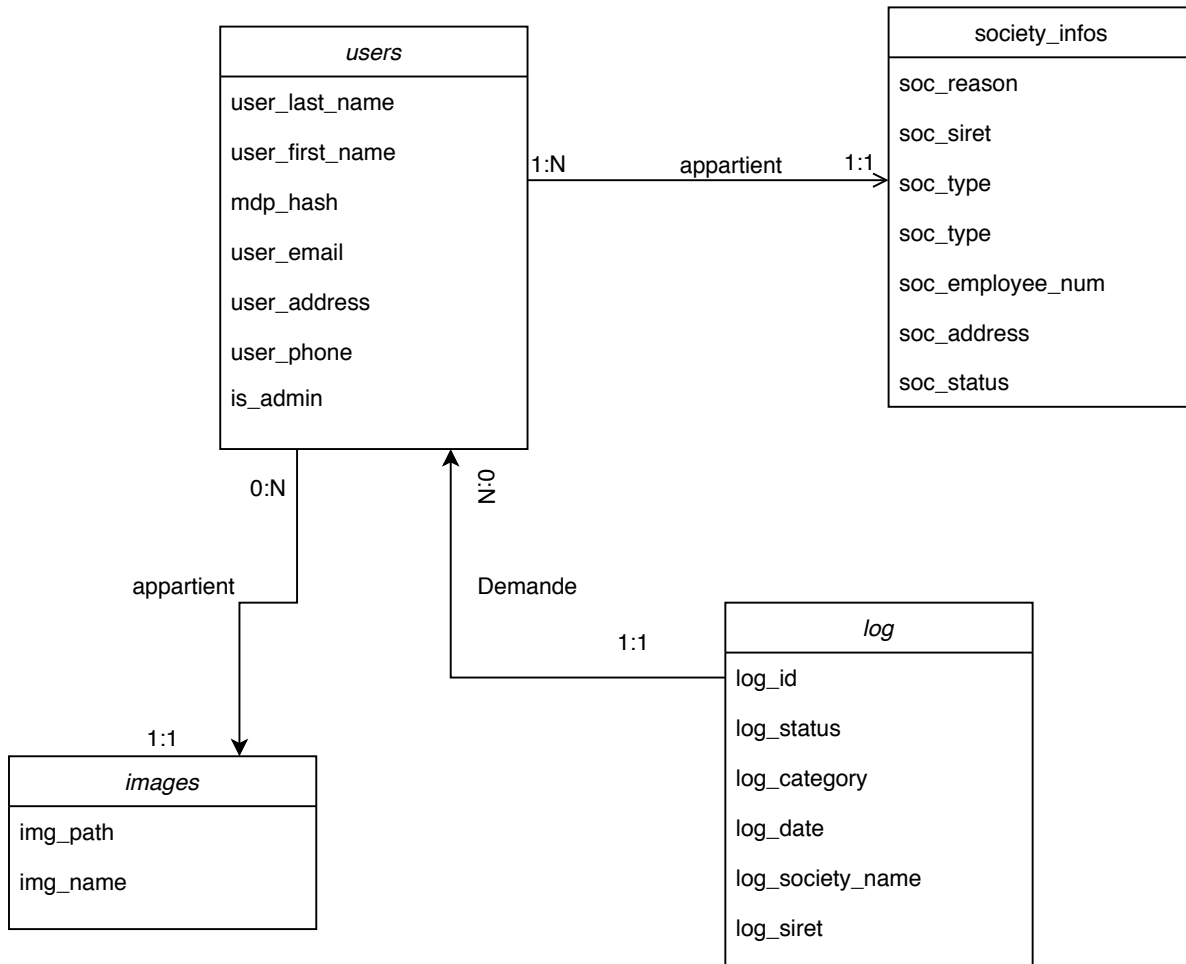 users
user_last_name
user_first_name
mdp_hash
user_email
user_address
user_phone
is_admin
society_infos
soc_reason
soc_siret
soc_type
soc_type
soc_employee_num
soc_address
soc_status
1:N
appartient
1:1
0:N
appartient
1:1
0:N
Demande
1:1
images
img_path
img_name
log
log_id
log_status
log_category
log_date
log_society_name
log_siret